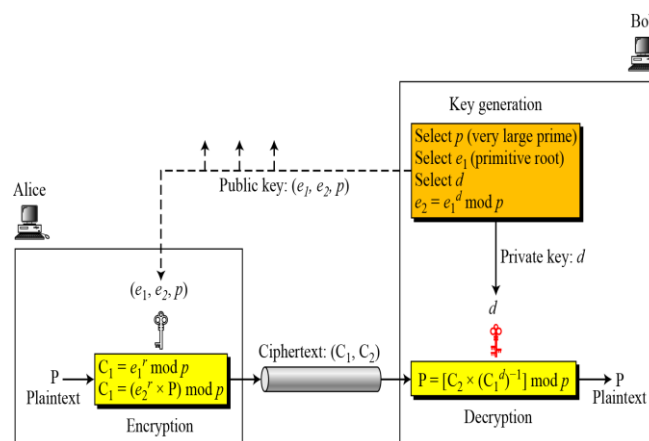 Bo
Key generation
Select p (very large prime)
Select e₁ (primitive root)
Select d
e₂ = e₁ᵈ mod p
Public key: (e₁, e₂, p)
Alice
Private key: d
(e₁, e₂, p)
d
Ciphertext: (C₁, C₂)
P
Plaintext
C₁ = e₁ʳ mod p
C₁ = (e₂ʳ × P) mod p
P = [C₂ × (C₁ᵈ)⁻¹] mod p
P
Plaintext
Encryption
Decryption